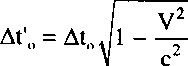 Δt'ₒ = Δtₒ √(1 − V²/c²)